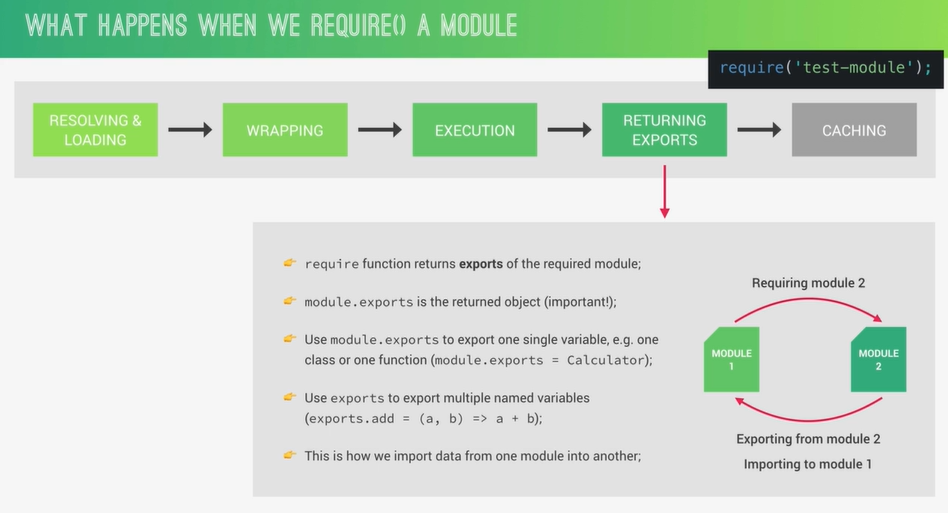 WHAT HAPPENS WHEN WE REQUIRE() A MODULE
require('test-module');
RESOLVING &
LOADING
WRAPPING
EXECUTION
RETURNING
EXPORTS
CACHING
require function returns exports of the required module;
module.exports is the returned object (important!);
Use module.exports to export one single variable, e.g. one
class or one function (module.exports = Calculator);
Use exports to export multiple named variables
(exports.add = (a, b) => a + b);
This is how we import data from one module into another;
Requiring module 2
MODULE
1
MODULE
2
Exporting from module 2
Importing to module 1